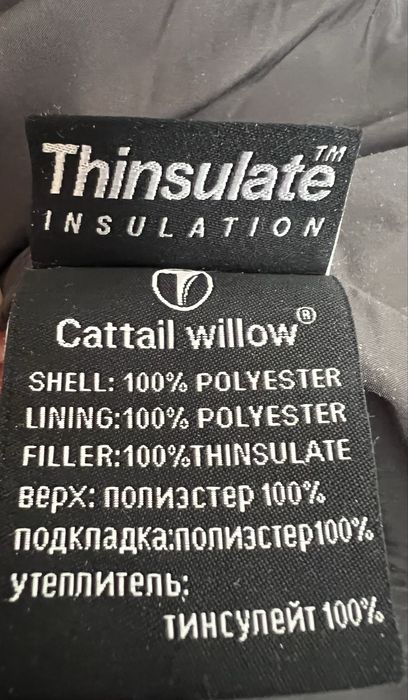 Thinsulate™
INSULATION
Cattail willow®
SHELL: 100% POLYESTER
LINING:100% POLYESTER
FILLER:100%THINSULATE
верх: полиэстер 100%
подкладка:полиэстер100%
утеплитель:
тинсулейт 100%